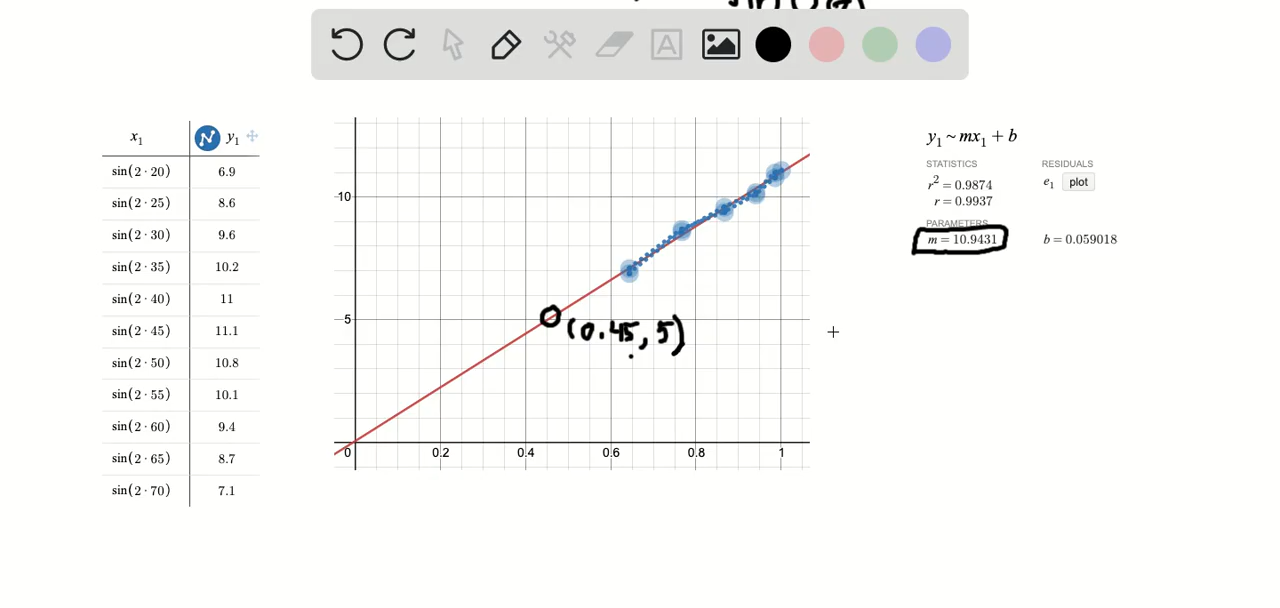 A
x₁ y₁
sin(2 · 20) 6.9
sin(2 · 25) 8.6
sin(2 · 30) 9.6
sin(2 · 35) 10.2
sin(2 · 40) 11
sin(2 · 45) 11.1
sin(2 · 50) 10.8
sin(2 · 55) 10.1
sin(2 · 60) 9.4
sin(2 · 65) 8.7
sin(2 · 70) 7.1
10
5
(0.45, 5)
0 0.2 0.4 0.6 0.8 1
y₁ ~ mx₁ + b
STATISTICS RESIDUALS
r² = 0.9874 e₁ plot
r = 0.9937
PARAMETERS
m = 10.9431 b = 0.059018